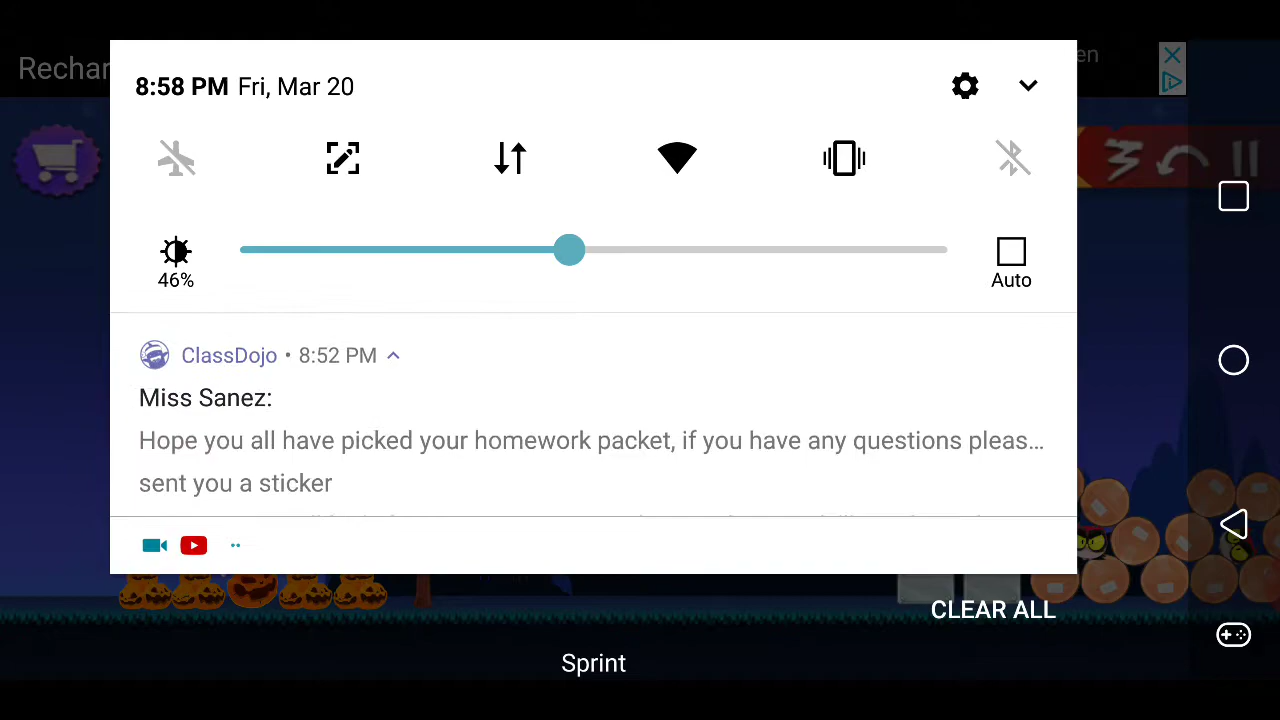 Rechar
en
8:58 PM Fri, Mar 20
46%
Auto
ClassDojo • 8:52 PM
Miss Sanez:
Hope you all have picked your homework packet, if you have any questions pleas...
sent you a sticker
CLEAR ALL
Sprint